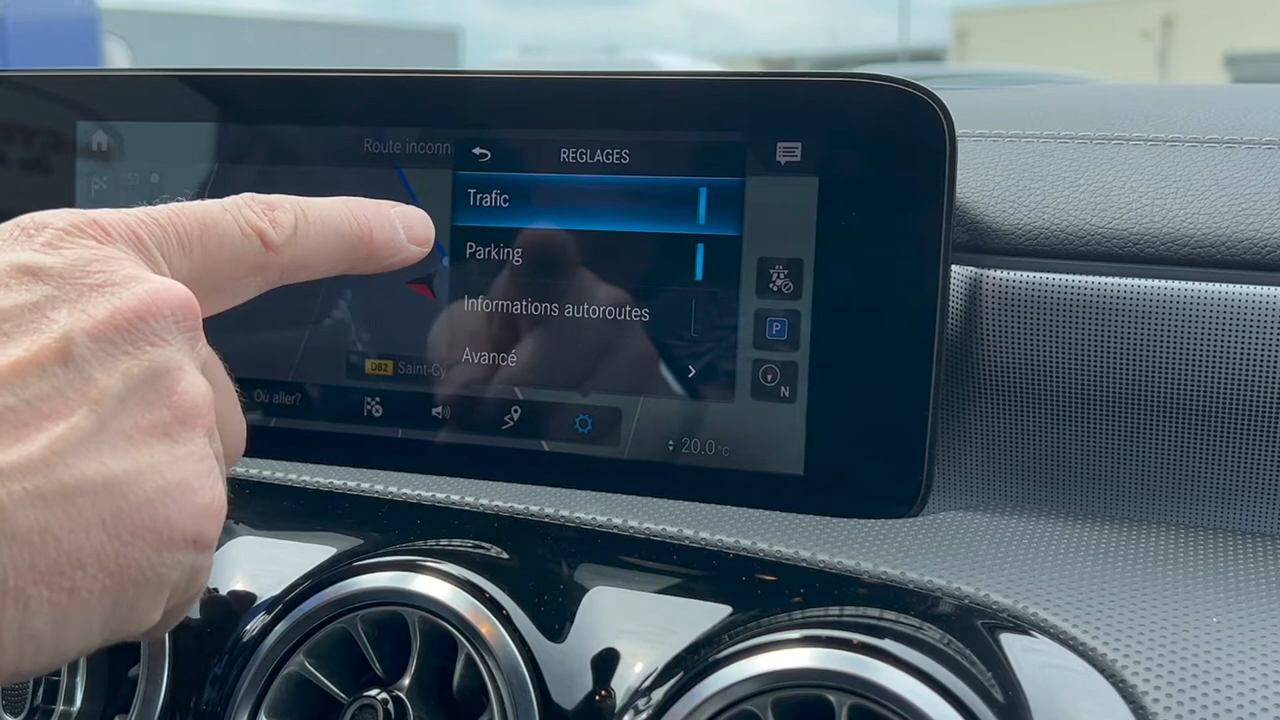 Route inconn
REGLAGES
Trafic
Parking
Informations autoroutes
Avancé
D82 Saint-Cy
Où aller?
P
N
20.0°C